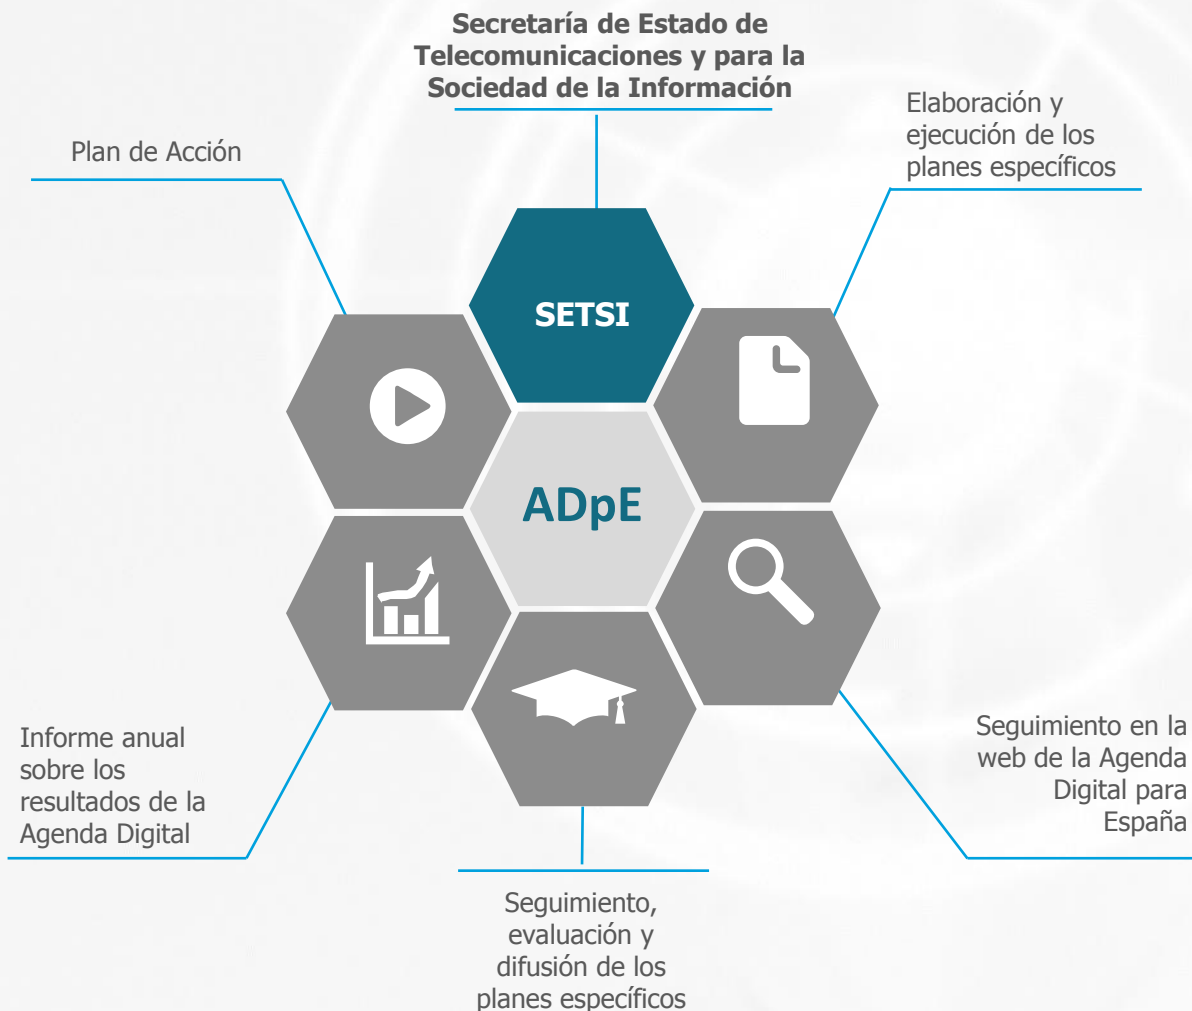 Secretaría de Estado de
Telecomunicaciones y para la
Sociedad de la Información
Plan de Acción
Elaboración y
ejecución de los
planes específicos
SETSI
ADpE
Informe anual
sobre los
resultados de la
Agenda Digital
Seguimiento en la
web de la Agenda
Digital para
España
Seguimiento,
evaluación y
difusión de los
planes específicos